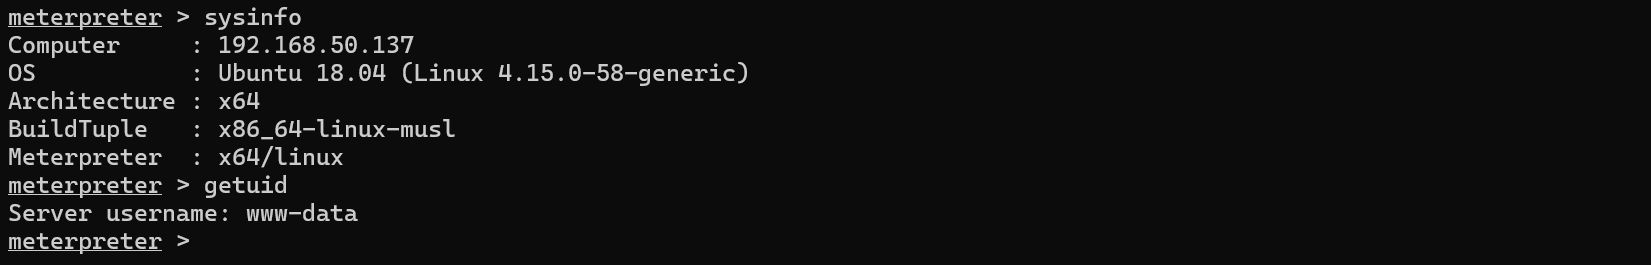 meterpreter > sysinfo
Computer     : 192.168.50.137
OS           : Ubuntu 18.04 (Linux 4.15.0-58-generic)
Architecture : x64
BuildTuple   : x86_64-linux-musl
Meterpreter  : x64/linux
meterpreter > getuid
Server username: www-data
meterpreter >